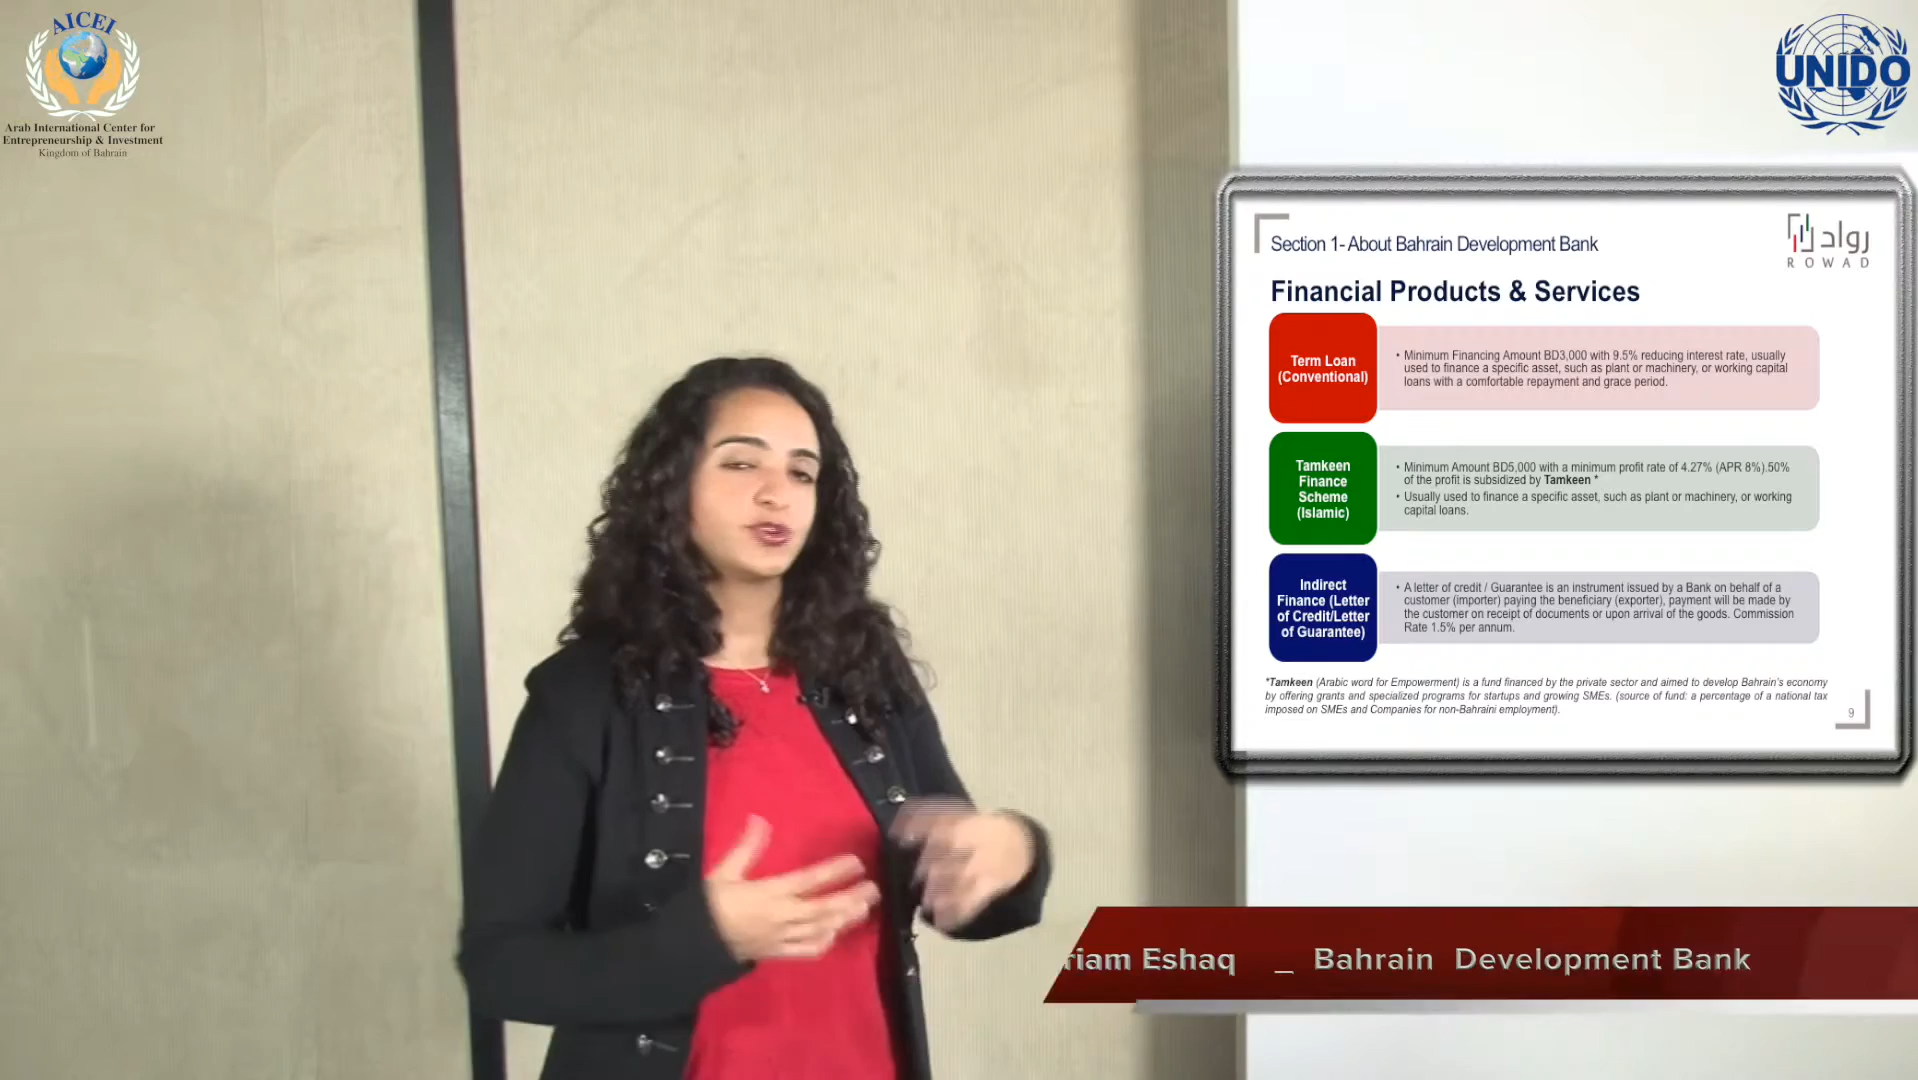 AICEI
Arab International Center for
Entrepreneurship & Investment
Kingdom of Bahrain
UNIDO
Section 1- About Bahrain Development Bank
رواد
ROWAD
Financial Products & Services
Term Loan
(Conventional)
• Minimum Financing Amount BD3,000 with 9.5% reducing interest rate, usually
used to finance a specific asset, such as plant or machinery, or working capital
loans with a comfortable repayment and grace period.
Tamkeen
Finance
Scheme
(Islamic)
• Minimum Amount BD5,000 with a minimum profit rate of 4.27% (APR 8%).50%
of the profit is subsidized by Tamkeen *
• Usually used to finance a specific asset, such as plant or machinery, or working
capital loans.
Indirect
Finance (Letter
of Credit/Letter
of Guarantee)
• A letter of credit / Guarantee is an instrument issued by a Bank on behalf of a
customer (importer) paying the beneficiary (exporter), payment will be made by
the customer on receipt of documents or upon arrival of the goods. Commission
Rate 1.5% per annum.
*Tamkeen (Arabic word for Empowerment) is a fund financed by the private sector and aimed to develop Bahrain's economy
by offering grants and specialized programs for startups and growing SMEs. (source of fund: a percentage of a national tax
imposed on SMEs and Companies for non-Bahraini employment).
9
riam Eshaq _ Bahrain Development Bank